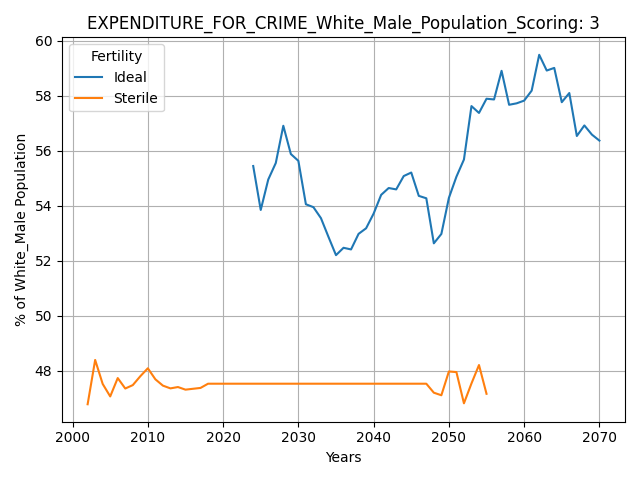 EXPENDITURE_FOR_CRIME_White_Male_Population_Scoring: 3
Fertility
Ideal
Sterile
% of White_Male Population
60
58
56
54
52
50
48
2000 2010 2020 2030 2040 2050 2060 2070
Years